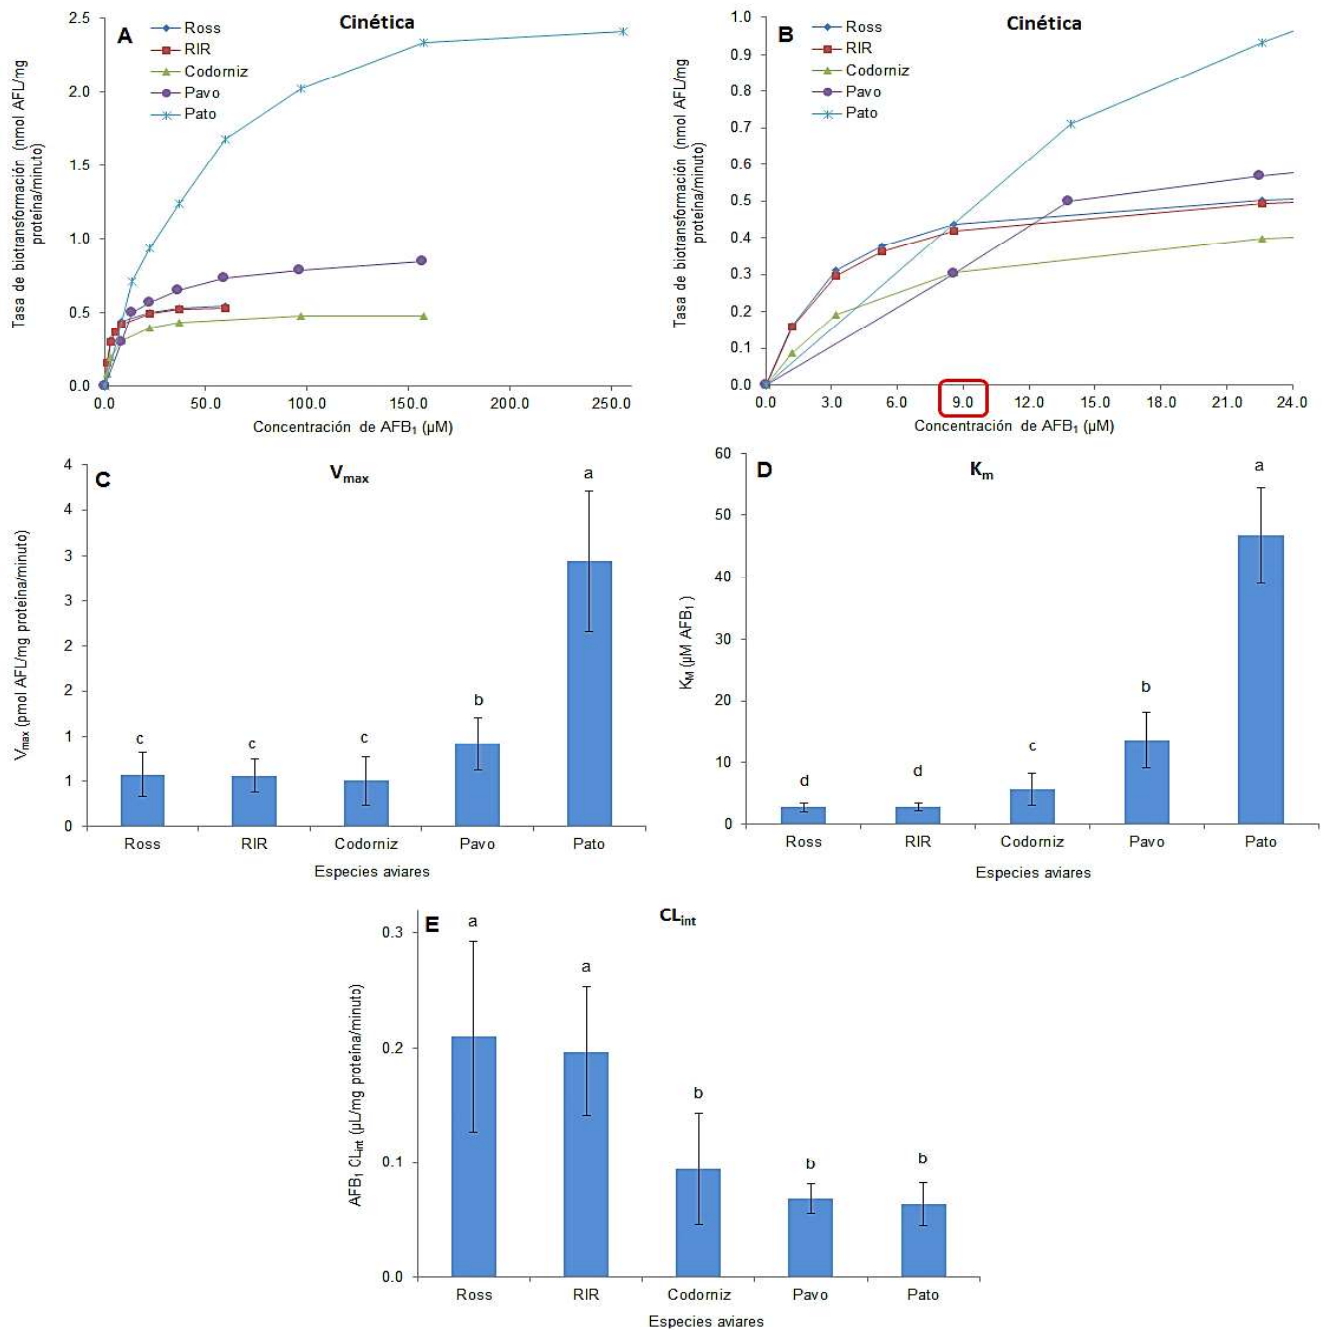 A
Cinética
Tasa de biotransformación (nmol AFL/mg
proteína/minuto)
2.5
2.0
1.5
1.0
0.5
0.0
Ross
RIR
Codorniz
Pavo
Pato
0.0 50.0 100.0 150.0 200.0 250.0
Concentración de AFB₁ (µM)
B
Cinética
Tasa de biotransformación (nmol AFL/mg
proteína/minuto)
1.0
0.9
0.8
0.7
0.6
0.5
0.4
0.3
0.2
0.1
0.0
Ross
RIR
Codorniz
Pavo
Pato
0.0 3.0 6.0 9.0 12.0 15.0 18.0 21.0 24.0
Concentración de AFB₁ (µM)
C
Vmax
Vmax (pmol AFL/mg proteína/minuto)
4
4
3
3
2
2
1
1
0
c c c b a
Ross RIR Codorniz Pavo Pato
Especies aviares
D
Km
KM (µM AFB₁)
60
50
40
30
20
10
0
d d c b a
Ross RIR Codorniz Pavo Pato
Especies aviares
E
CLint
AFB₁ CLint (µL/mg proteína/minuto)
0.3
0.2
0.1
0.0
a a b b b
Ross RIR Codorniz Pavo Pato
Especies aviares